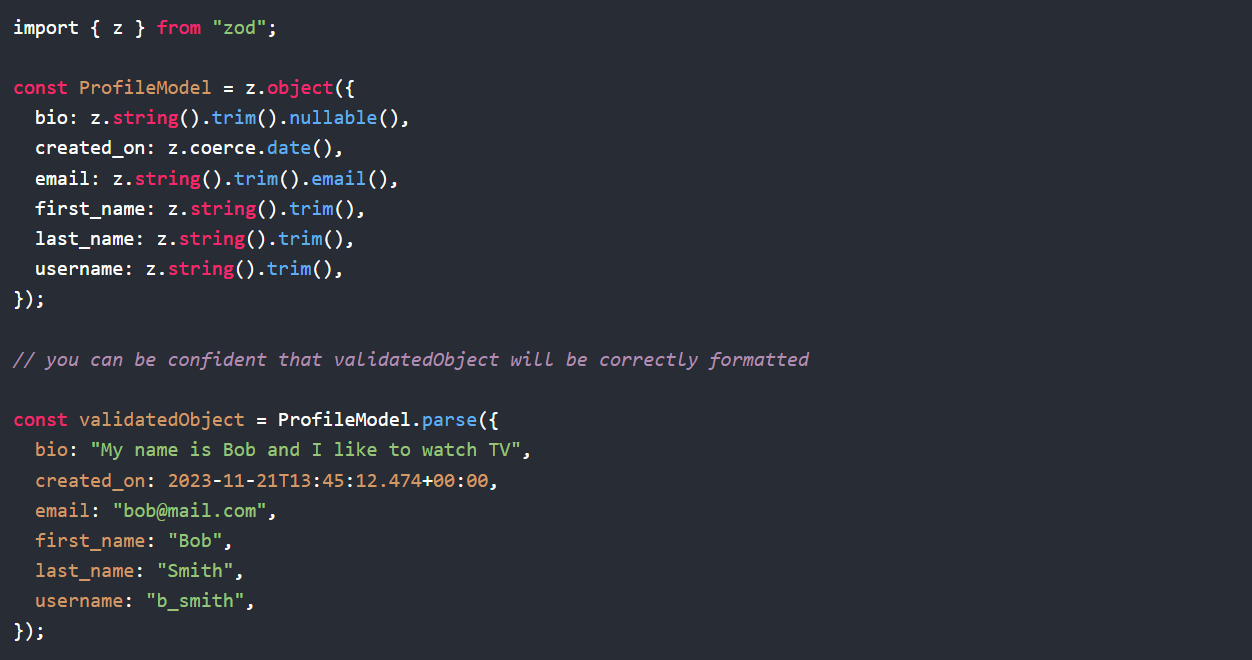 import { z } from "zod";
const ProfileModel = z.object({
  bio: z.string().trim().nullable(),
  created_on: z.coerce.date(),
  email: z.string().trim().email(),
  first_name: z.string().trim(),
  last_name: z.string().trim(),
  username: z.string().trim(),
});
// you can be confident that validatedObject will be correctly formatted
const validatedObject = ProfileModel.parse({
  bio: "My name is Bob and I like to watch TV",
  created_on: 2023-11-21T13:45:12.474+00:00,
  email: "bob@mail.com",
  first_name: "Bob",
  last_name: "Smith",
  username: "b_smith",
});